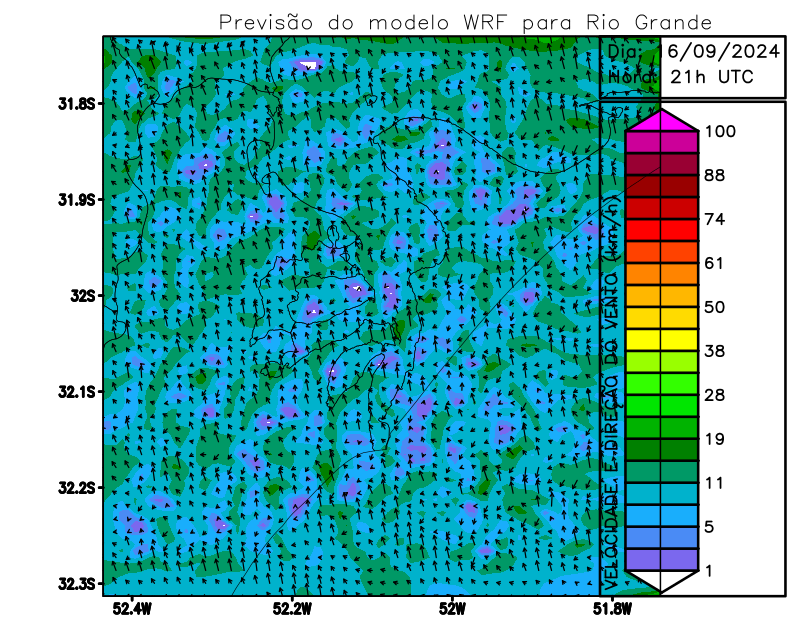 Previsão do modelo WRF para Rio Grande
Dia: 6/09/2024
Hora: 21h UTC
31.8S
31.9S
32S
32.1S
32.2S
32.3S
52.4W
52.2W
52W
51.8W
VELOCIDADE E DIREÇÃO DO VENTO (km/h)
100
88
74
61
50
38
28
19
11
5
1